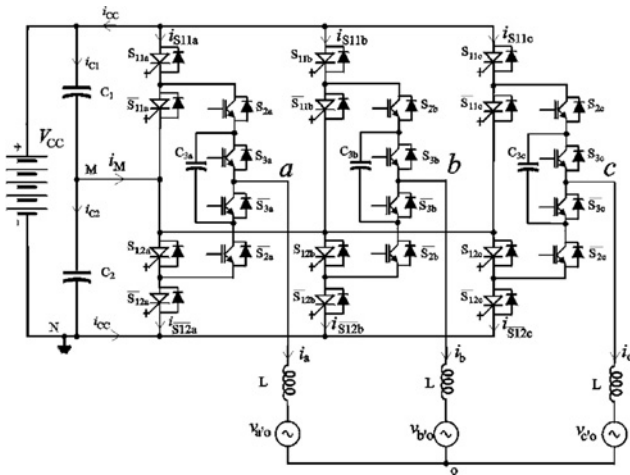 i_CC i_S11a i_S11b i_S11c
i_C1 S_11a S_11b S_11c
C_1 S̅_11a S_2a S̅_11b S_2b S̅_11c S_2c
+ V_CC C_3a S_3a a C_3b S_3b b C_3c S_3c c
M i_M
i_C2 S̅_3a S̅_3b S̅_3c
- S_12a S̅_2a S_12b S̅_2b S_12c S̅_2c
C_2 S̅_12a S̅_12b S̅_12c
N i_CC i_S̅12a i_S̅12b i_S̅12c
i_a i_b i_c
L L L
v_a'o v_b'o v_c'o
o